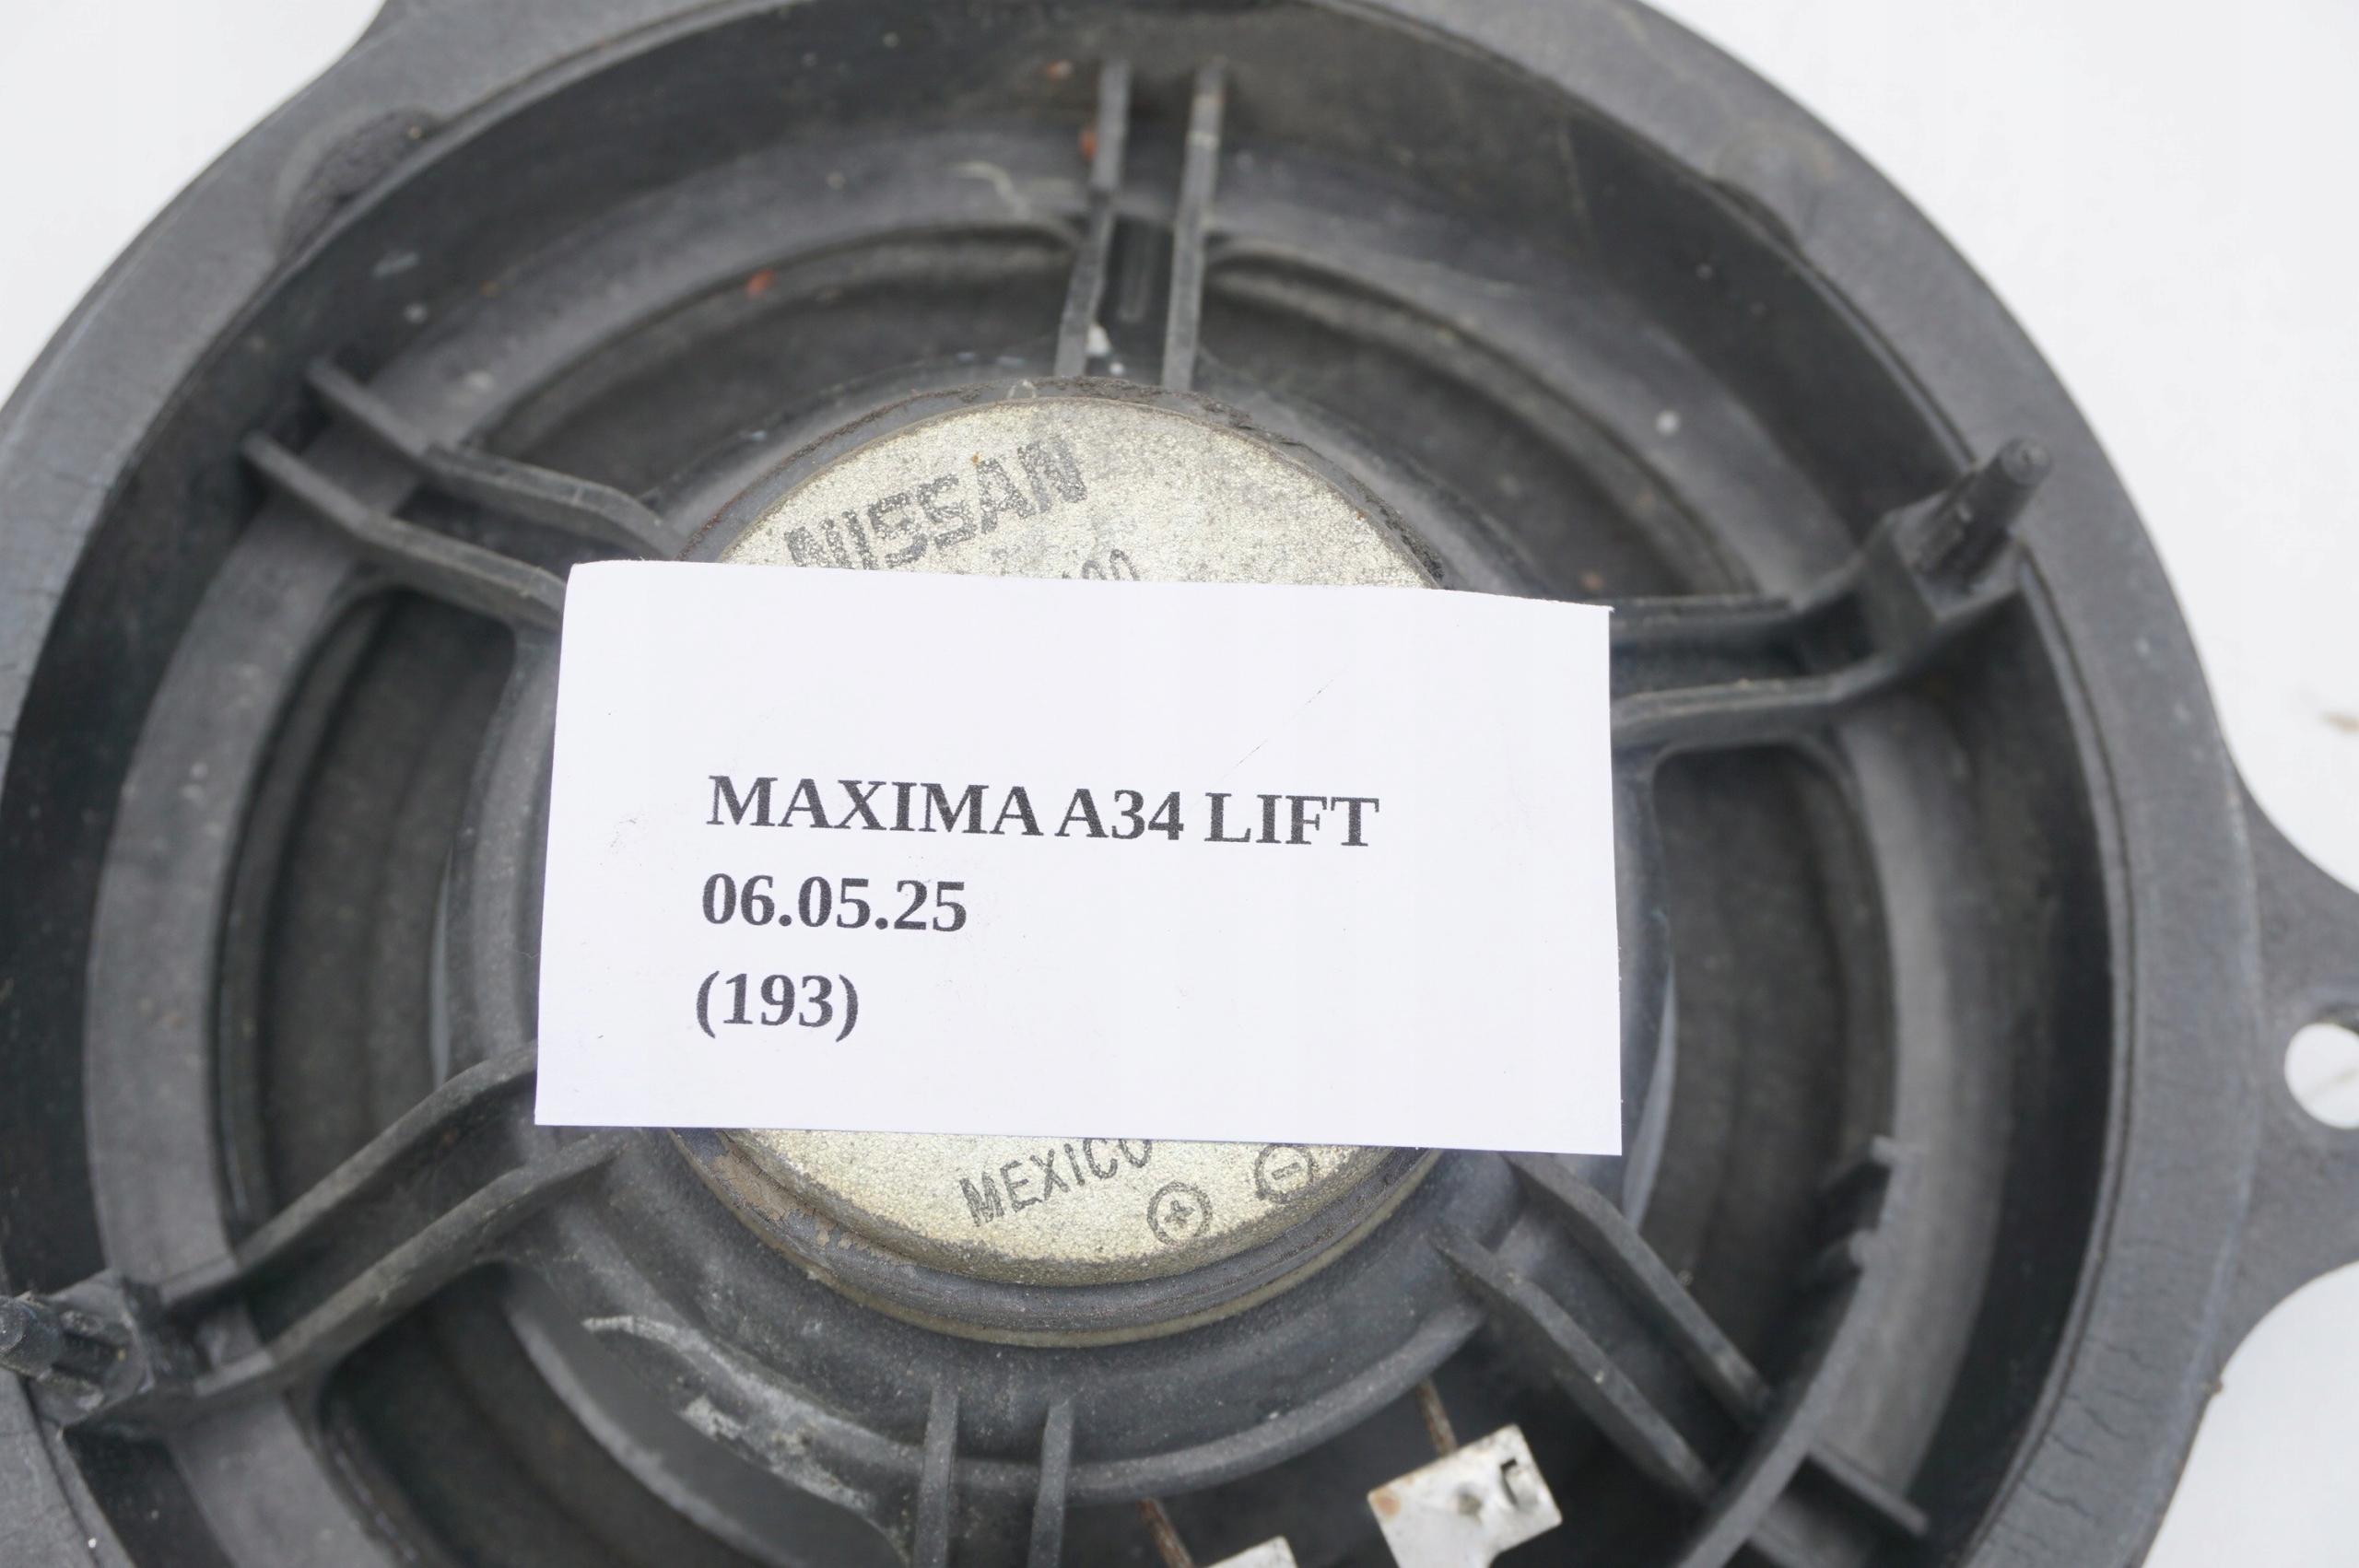 NISSAN
MAXIMA A34 LIFT
06.05.25
(193)
MEXICO